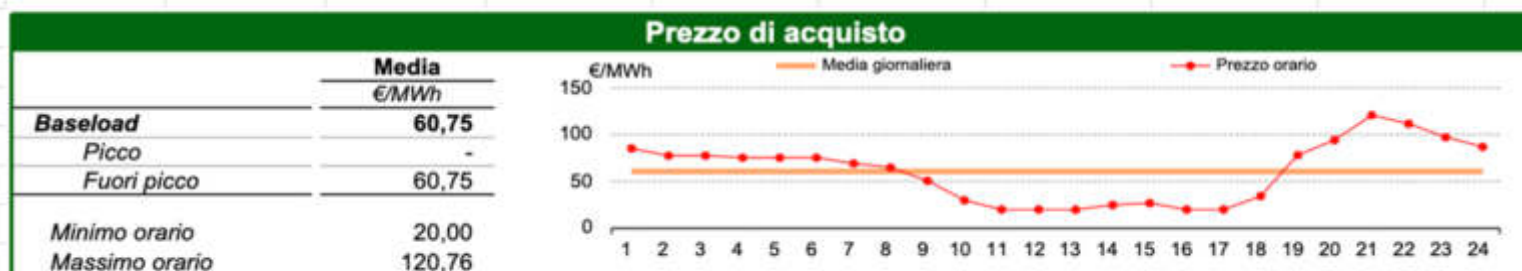 Prezzo di acquisto
Media
€/MWh
Baseload 60,75
Picco -
Fuori picco 60,75
Minimo orario 20,00
Massimo orario 120,76
€/MWh
Media giornaliera Prezzo orario
150
100
50
0
1 2 3 4 5 6 7 8 9 10 11 12 13 14 15 16 17 18 19 20 21 22 23 24